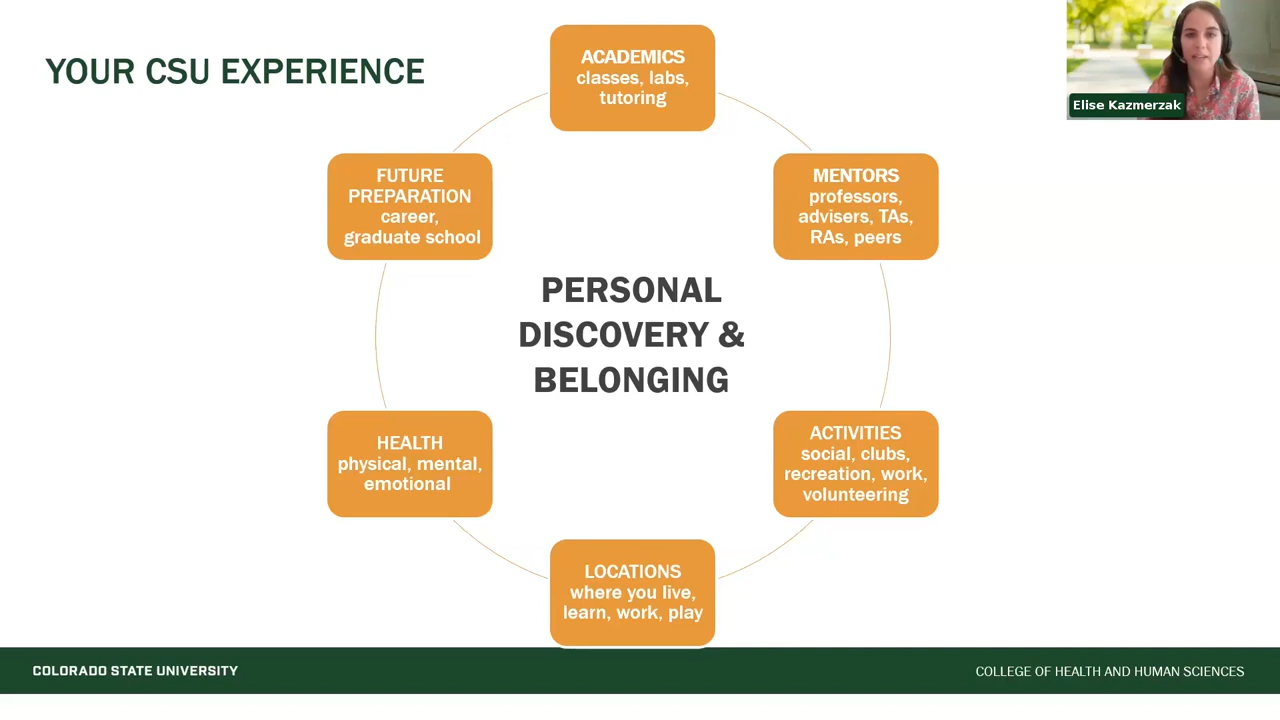 YOUR CSU EXPERIENCE
Elise Kazmerzak
ACADEMICS
classes, labs,
tutoring
MENTORS
professors,
advisers, TAs,
RAs, peers
ACTIVITIES
social, clubs,
recreation, work,
volunteering
LOCATIONS
where you live,
learn, work, play
HEALTH
physical, mental,
emotional
FUTURE
PREPARATION
career,
graduate school
PERSONAL
DISCOVERY &
BELONGING
COLORADO STATE UNIVERSITY
COLLEGE OF HEALTH AND HUMAN SCIENCES